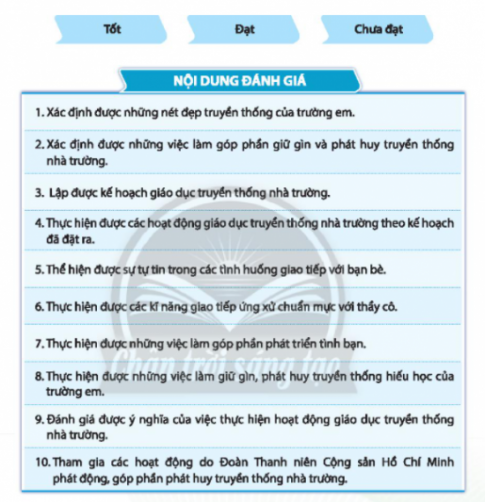 Tốt
Đạt
Chưa đạt
NỘI DUNG ĐÁNH GIÁ
1. Xác định được những nét đẹp truyền thống của trường em.
2. Xác định được những việc làm góp phần giữ gìn và phát huy truyền thống
nhà trường.
3. Lập được kế hoạch giáo dục truyền thống nhà trường.
4. Thực hiện được các hoạt động giáo dục truyền thống nhà trường theo kế hoạch
đã đặt ra.
5. Thể hiện được sự tự tin trong các tình huống giao tiếp với bạn bè.
6. Thực hiện được các kĩ năng giao tiếp ứng xử chuẩn mực với thầy cô.
7. Thực hiện được những việc làm góp phần phát triển tình bạn.
Chân trời sáng tạo
8. Thực hiện được những việc làm giữ gìn, phát huy truyền thống hiếu học của
trường em.
9. Đánh giá được ý nghĩa của việc thực hiện hoạt động giáo dục truyền thống
nhà trường.
10. Tham gia các hoạt động do Đoàn Thanh niên Cộng sản Hồ Chí Minh
phát động, góp phần phát huy truyền thống nhà trường.